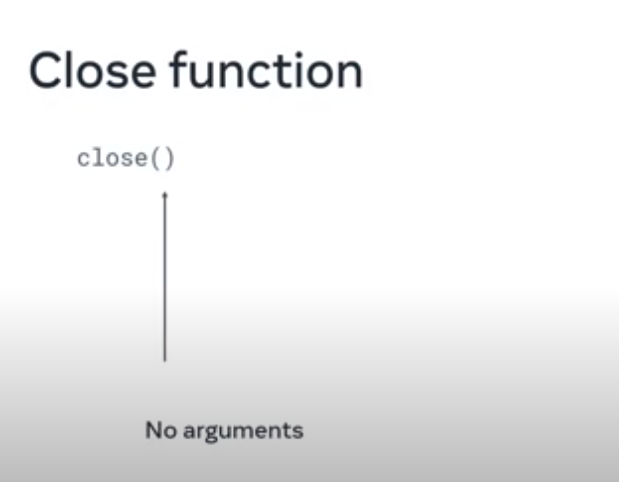 Close function
close()
No arguments